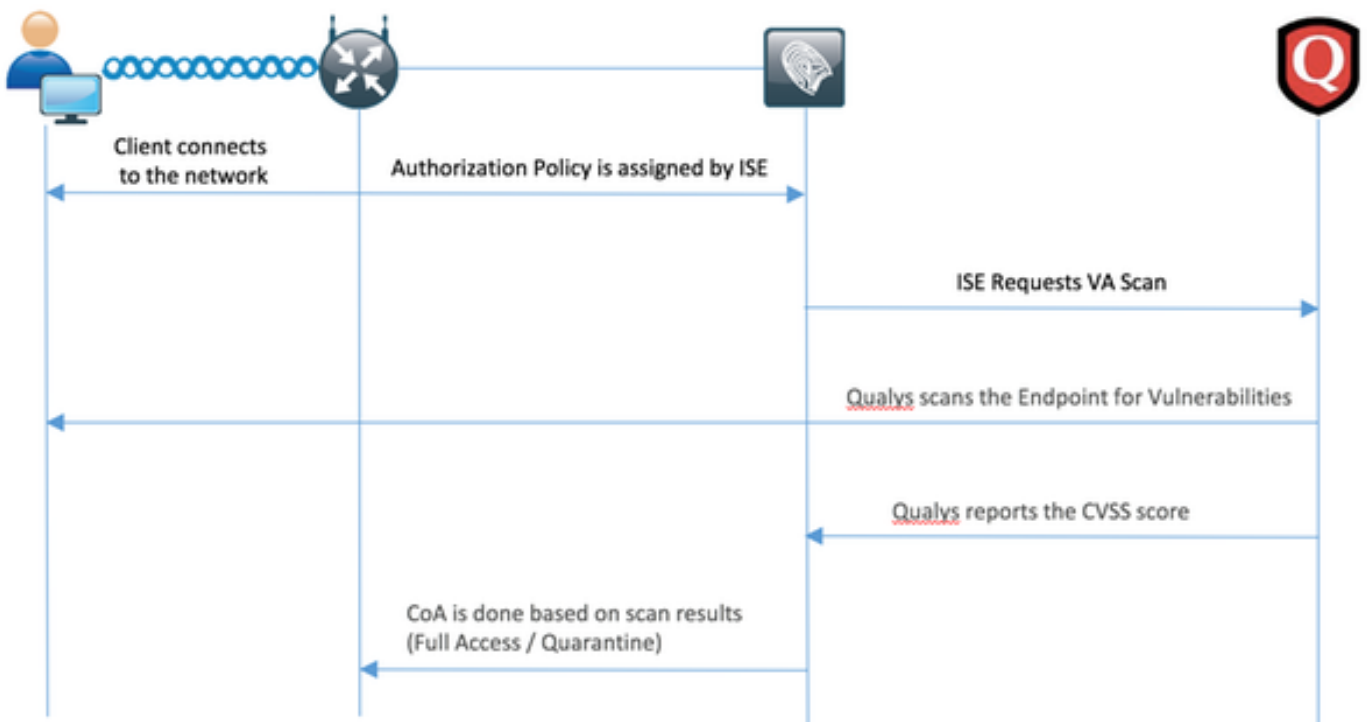 Q
Client connects
to the network
Authorization Policy is assigned by ISE
ISE Requests VA Scan
Qualys scans the Endpoint for Vulnerabilities
Qualys reports the CVSS score
CoA is done based on scan results
(Full Access / Quarantine)